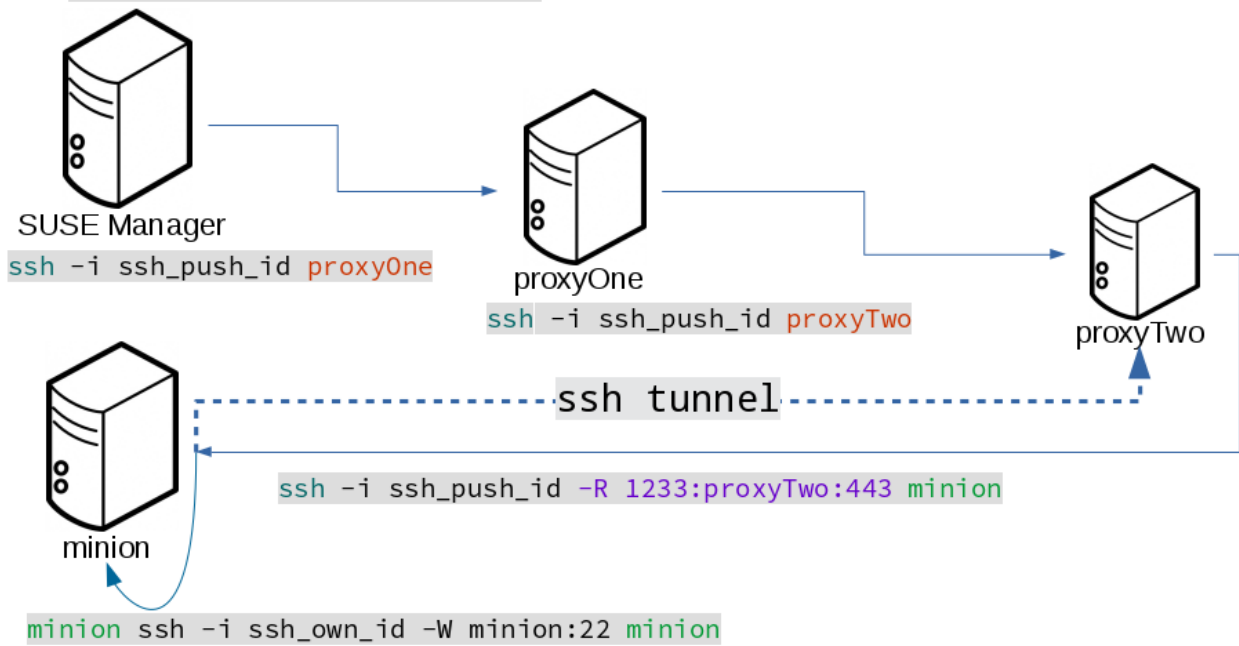 SUSE Manager
ssh -i ssh_push_id proxyOne
proxyOne
ssh -i ssh_push_id proxyTwo
proxyTwo
ssh tunnel
ssh -i ssh_push_id -R 1233:proxyTwo:443 minion
minion
minion ssh -i ssh_own_id -W minion:22 minion